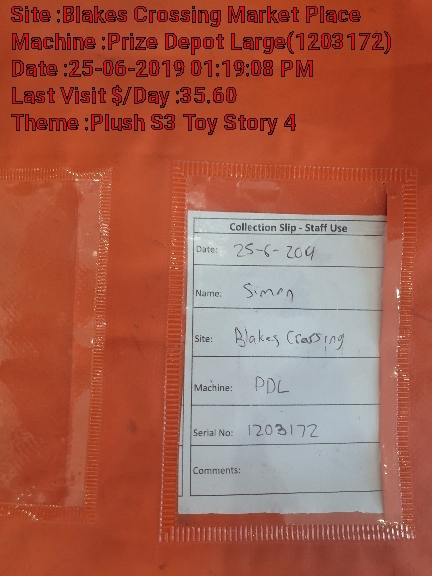 Site :Blakes Crossing Market Place
Machine :Prize Depot Large(1203172)
Date :25-06-2019 01:19:08 PM
Last Visit $/Day :35.60
Theme :Plush S3 Toy Story 4
Collection Slip - Staff Use
Date: 25-6-2019
Name: Simon
Site: Blakes Crossing
Machine: PDL
Serial No: 1203172
Comments: